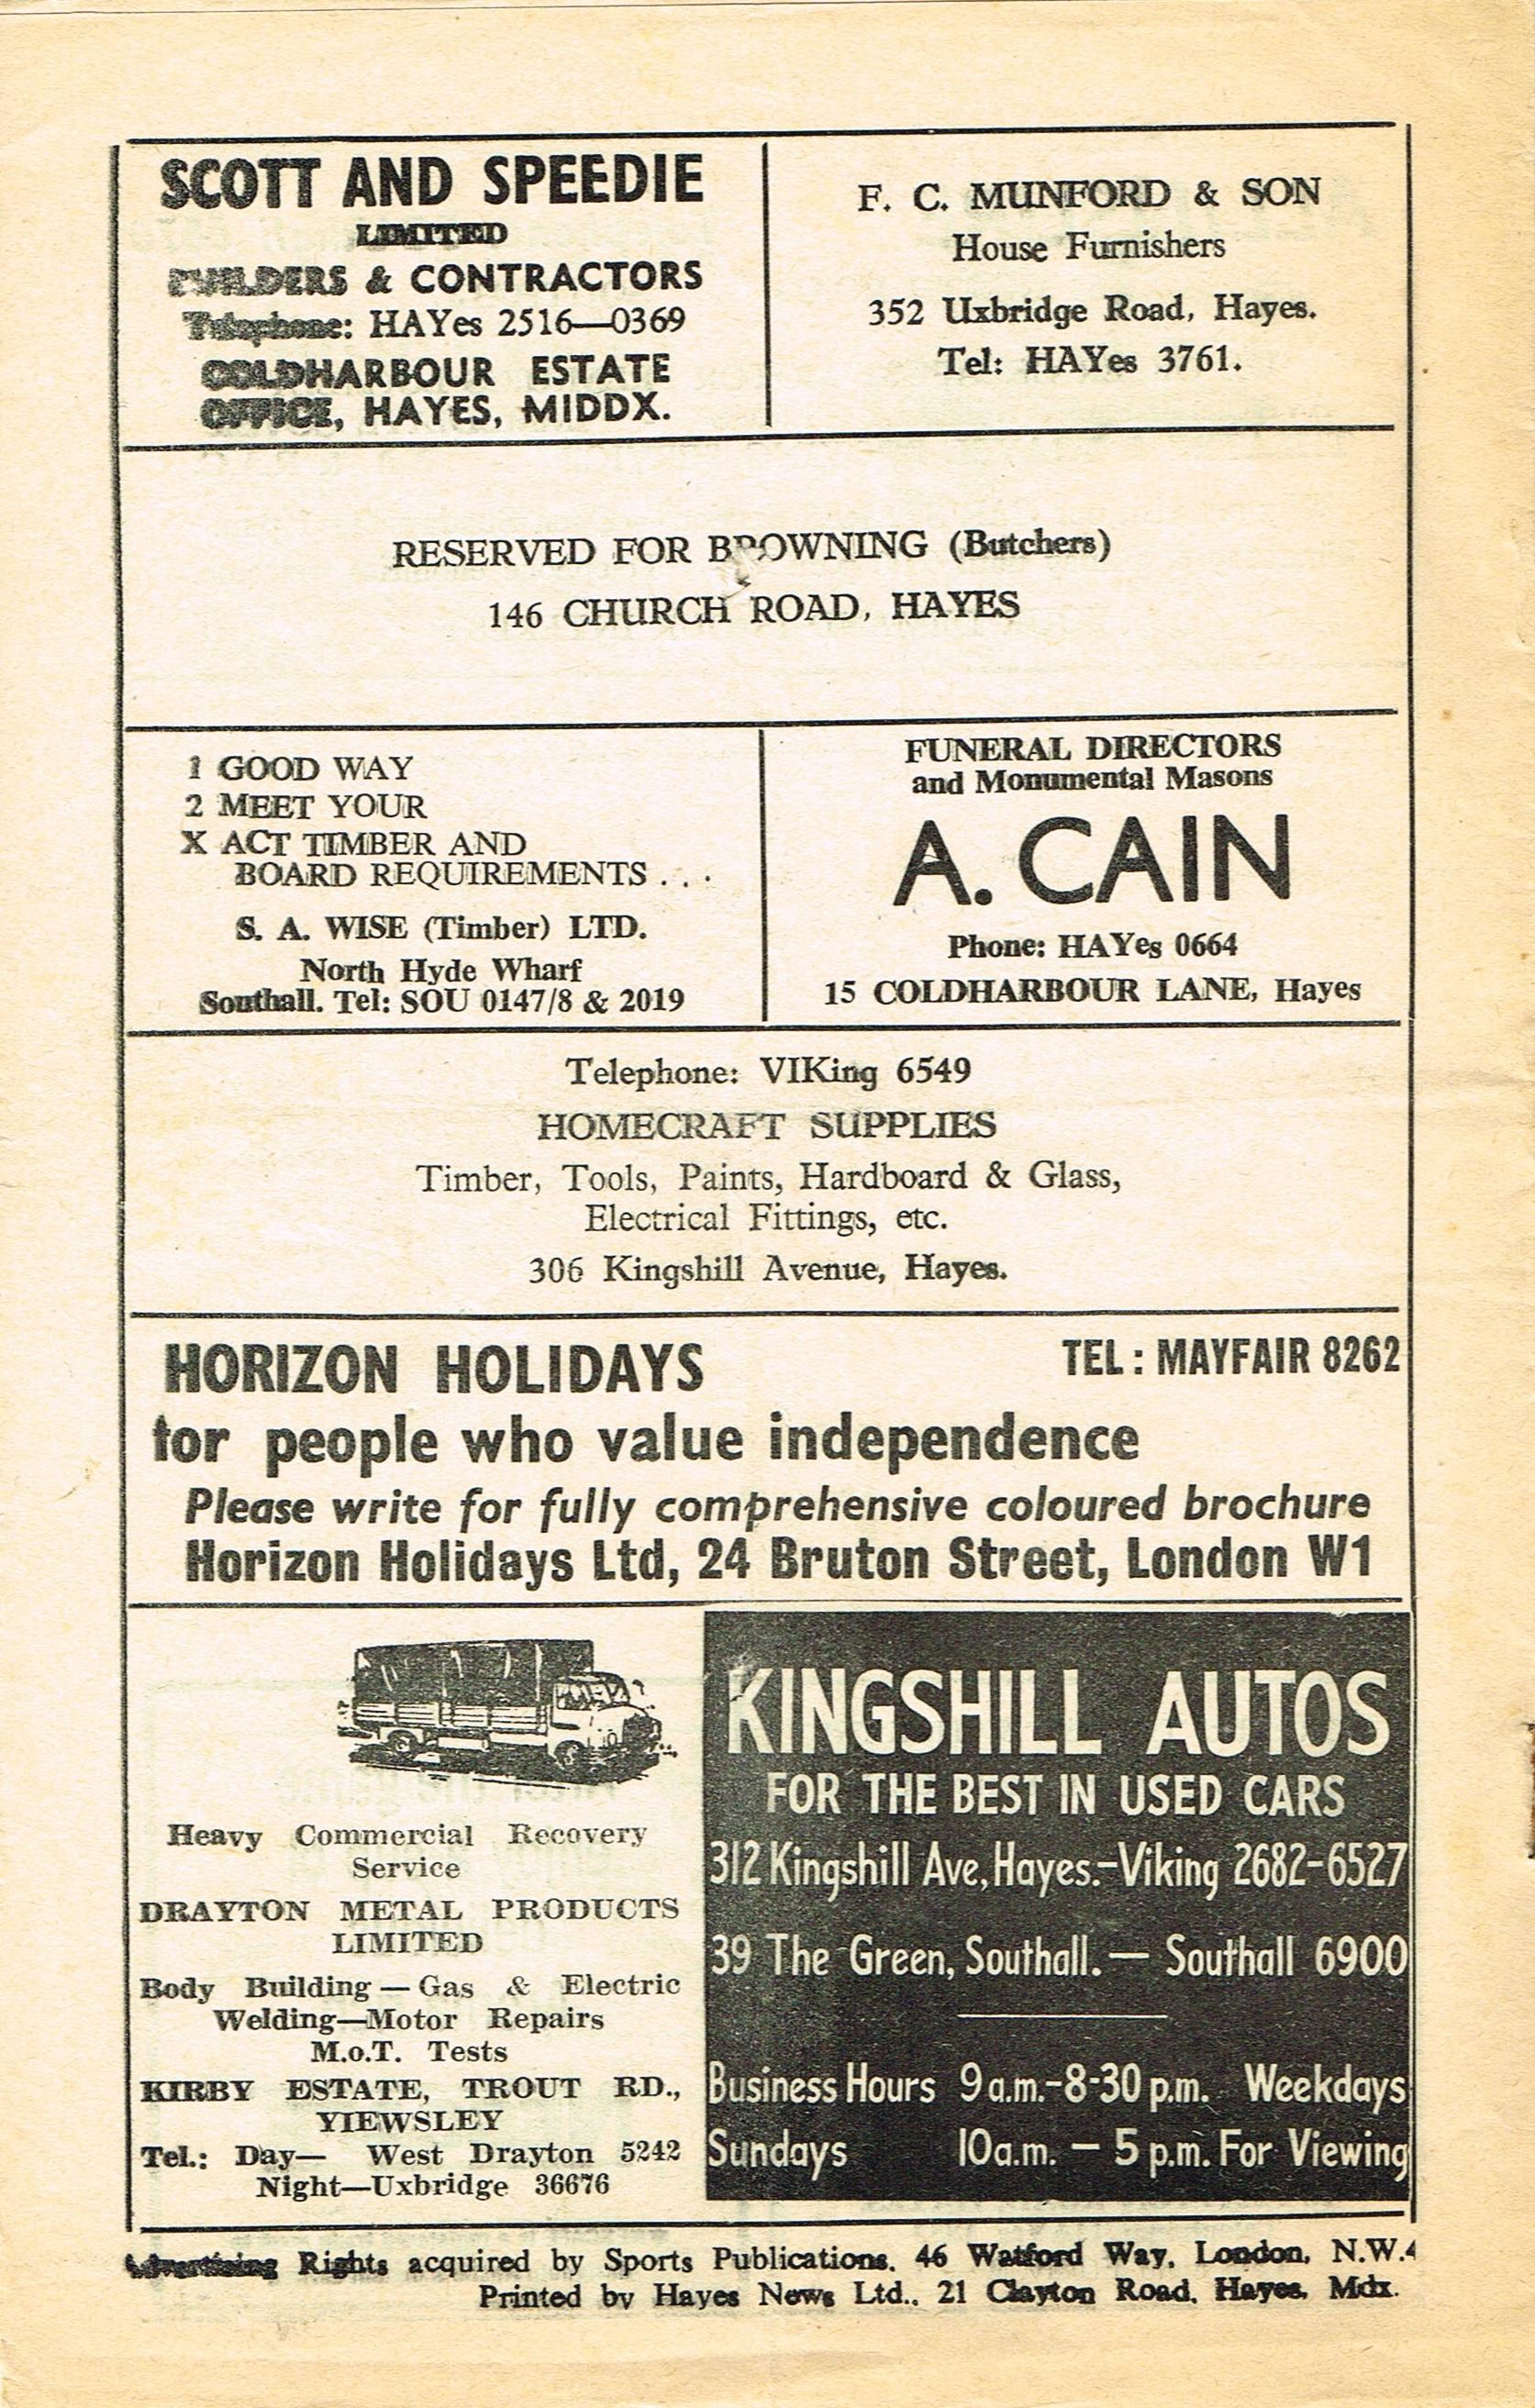 SCOTT AND SPEEDIE
LIMITED
BUILDERS & CONTRACTORS
Telephone: HAYes 2516—0369
COLDHARBOUR ESTATE
OFFICE, HAYES, MIDDX.
F. C. MUNFORD & SON
House Furnishers
352 Uxbridge Road, Hayes.
Tel: HAYes 3761.
RESERVED FOR BROWNING (Butchers)
146 CHURCH ROAD, HAYES
1 GOOD WAY
2 MEET YOUR
X ACT TIMBER AND
BOARD REQUIREMENTS . . .
S. A. WISE (Timber) LTD.
North Hyde Wharf
Southall. Tel: SOU 0147/8 & 2019
FUNERAL DIRECTORS
and Monumental Masons
A. CAIN
Phone: HAYes 0664
15 COLDHARBOUR LANE, Hayes
Telephone: VIKing 6549
HOMECRAFT SUPPLIES
Timber, Tools, Paints, Hardboard & Glass,
Electrical Fittings, etc.
306 Kingshill Avenue, Hayes.
HORIZON HOLIDAYS
TEL : MAYFAIR 8262
for people who value independence
Please write for fully comprehensive coloured brochure
Horizon Holidays Ltd, 24 Bruton Street, London W1
Heavy Commercial Recovery
Service
DRAYTON METAL PRODUCTS
LIMITED
Body Building — Gas & Electric
Welding—Motor Repairs
M.o.T. Tests
KIRBY ESTATE, TROUT RD.,
YIEWSLEY
Tel.: Day— West Drayton 5242
Night—Uxbridge 36676
KINGSHILL AUTOS
FOR THE BEST IN USED CARS
312 Kingshill Ave, Hayes.-Viking 2682-6527
39 The Green, Southall. — Southall 6900
Business Hours 9 a.m.-8-30 p.m. Weekdays
Sundays 10a.m. — 5 p.m. For Viewing
Advertising Rights acquired by Sports Publications, 46 Watford Way, London, N.W.4
Printed by Hayes News Ltd., 21 Clayton Road, Hayes, Mdx.